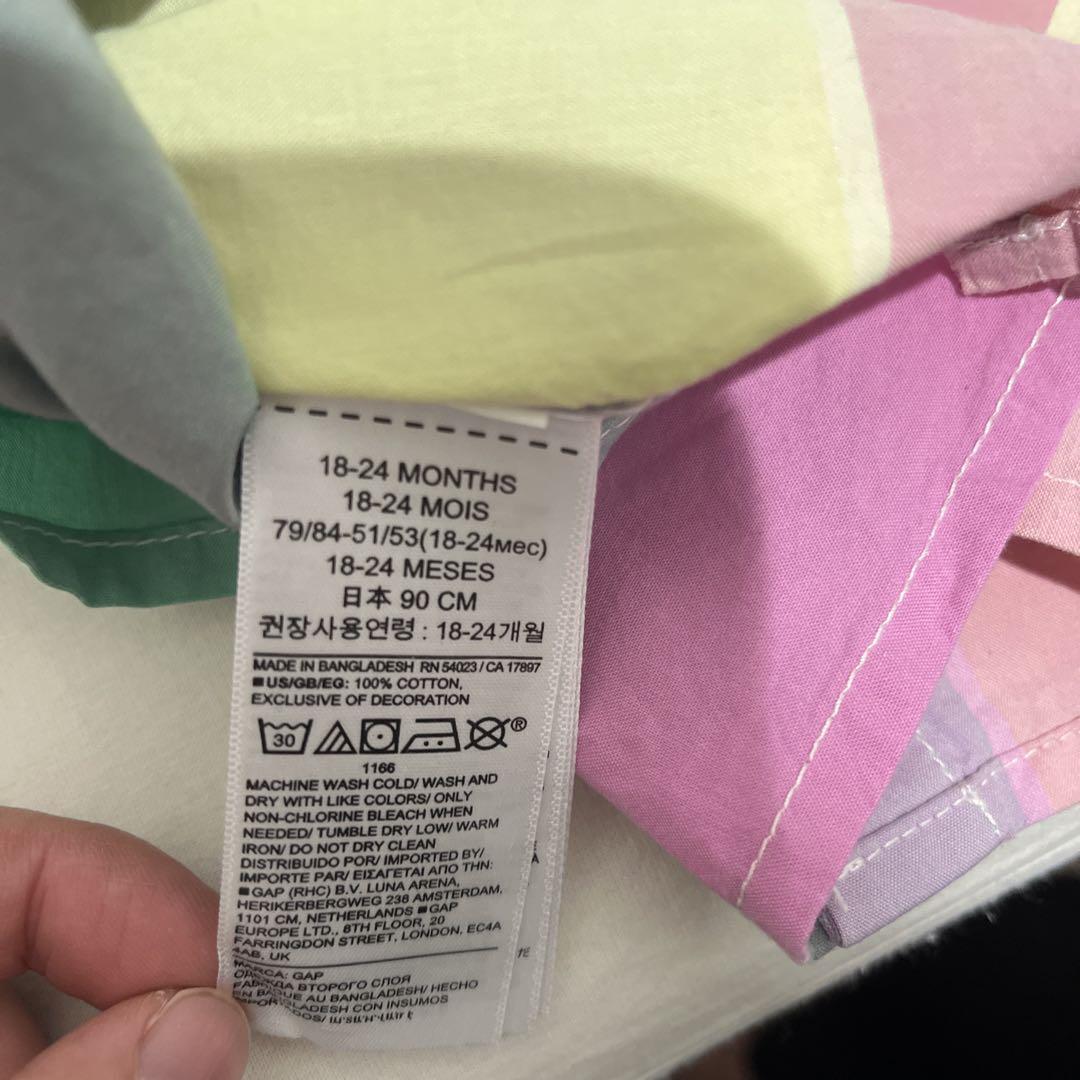 18-24 MONTHS
18-24 MOIS
79/84-51/53(18-24мес)
18-24 MESES
日本 90 CM
권장사용연령 : 18-24개월
MADE IN BANGLADESH RN 54023 / CA 17897
■US/GB/EG: 100% COTTON,
EXCLUSIVE OF DECORATION
30 ®
1166
MACHINE WASH COLD/ WASH AND
DRY WITH LIKE COLORS/ ONLY
NON-CHLORINE BLEACH WHEN
NEEDED/ TUMBLE DRY LOW/ WARM
IRON/ DO NOT DRY CLEAN
DISTRIBUIDO POR/ IMPORTED BY/
IMPORTE PAR/ ΕΙΣΑΓΕΤΑΙ ΑΠΟ ΤΗΝ:
■GAP (RHC) B.V. LUNA ARENA,
HERIKERBERGWEG 238 AMSTERDAM,
1101 CM, NETHERLANDS ■GAP
EUROPE LTD., 8TH FLOOR, 20
FARRINGDON STREET, LONDON, EC4A
4AB, UK
MARCA: GAP
ОДЕЖДА ВТОРОГО СЛОЯ
AU BANGLADESH/ HECHO
CON INSUMOS